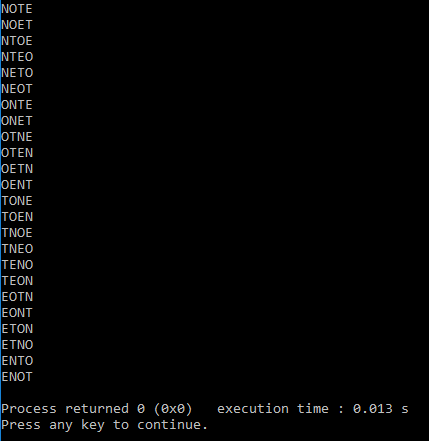 NOTE
NOET
NTOE
NTEO
NETO
NEOT
ONTE
ONET
OTNE
OTEN
OETN
OENT
TONE
TOEN
TNOE
TNEO
TENO
TEON
EOTN
EONT
ETON
ETNO
ENTO
ENOT
Process returned 0 (0x0)   execution time : 0.013 s
Press any key to continue.